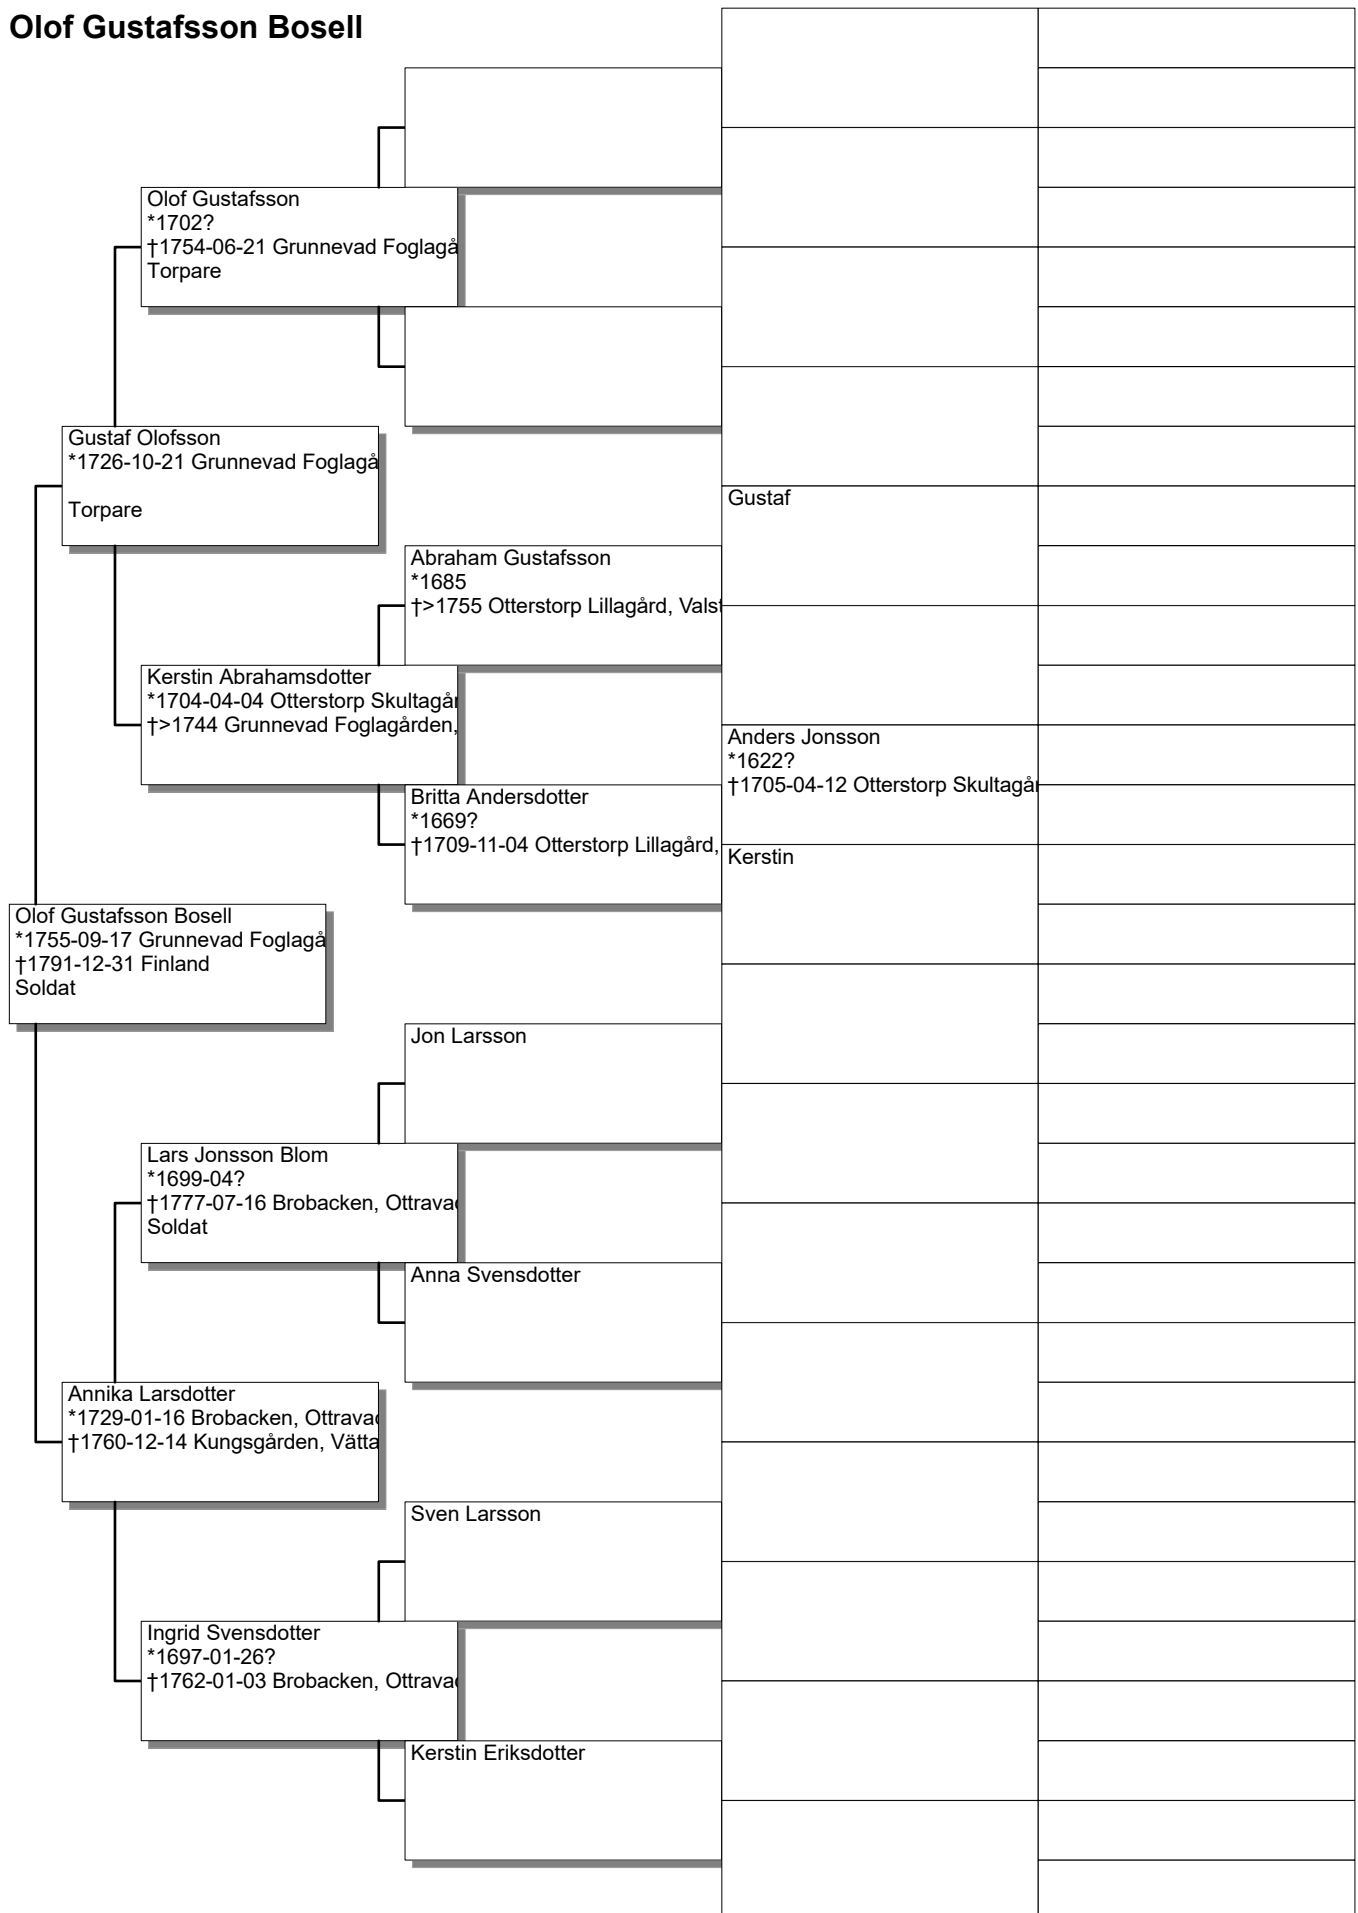 Olof Gustafsson Bosell
Olof Gustafsson
*1702?
†1754-06-21 Grunnevad Foglagå
Torpare
Gustaf Olofsson
*1726-10-21 Grunnevad Foglagå
Torpare
Gustaf
Abraham Gustafsson
*1685
†>1755 Otterstorp Lillagård, Valst
Kerstin Abrahamsdotter
*1704-04-04 Otterstorp Skultagår
†>1744 Grunnevad Foglagården,
Anders Jonsson
*1622?
†1705-04-12 Otterstorp Skultagår
Britta Andersdotter
*1669?
†1709-11-04 Otterstorp Lillagård,
Kerstin
Olof Gustafsson Bosell
*1755-09-17 Grunnevad Foglagå
†1791-12-31 Finland
Soldat
Jon Larsson
Lars Jonsson Blom
*1699-04?
†1777-07-16 Brobacken, Ottravad
Soldat
Anna Svensdotter
Annika Larsdotter
*1729-01-16 Brobacken, Ottravad
†1760-12-14 Kungsgården, Vätta
Sven Larsson
Ingrid Svensdotter
*1697-01-26?
†1762-01-03 Brobacken, Ottravad
Kerstin Eriksdotter